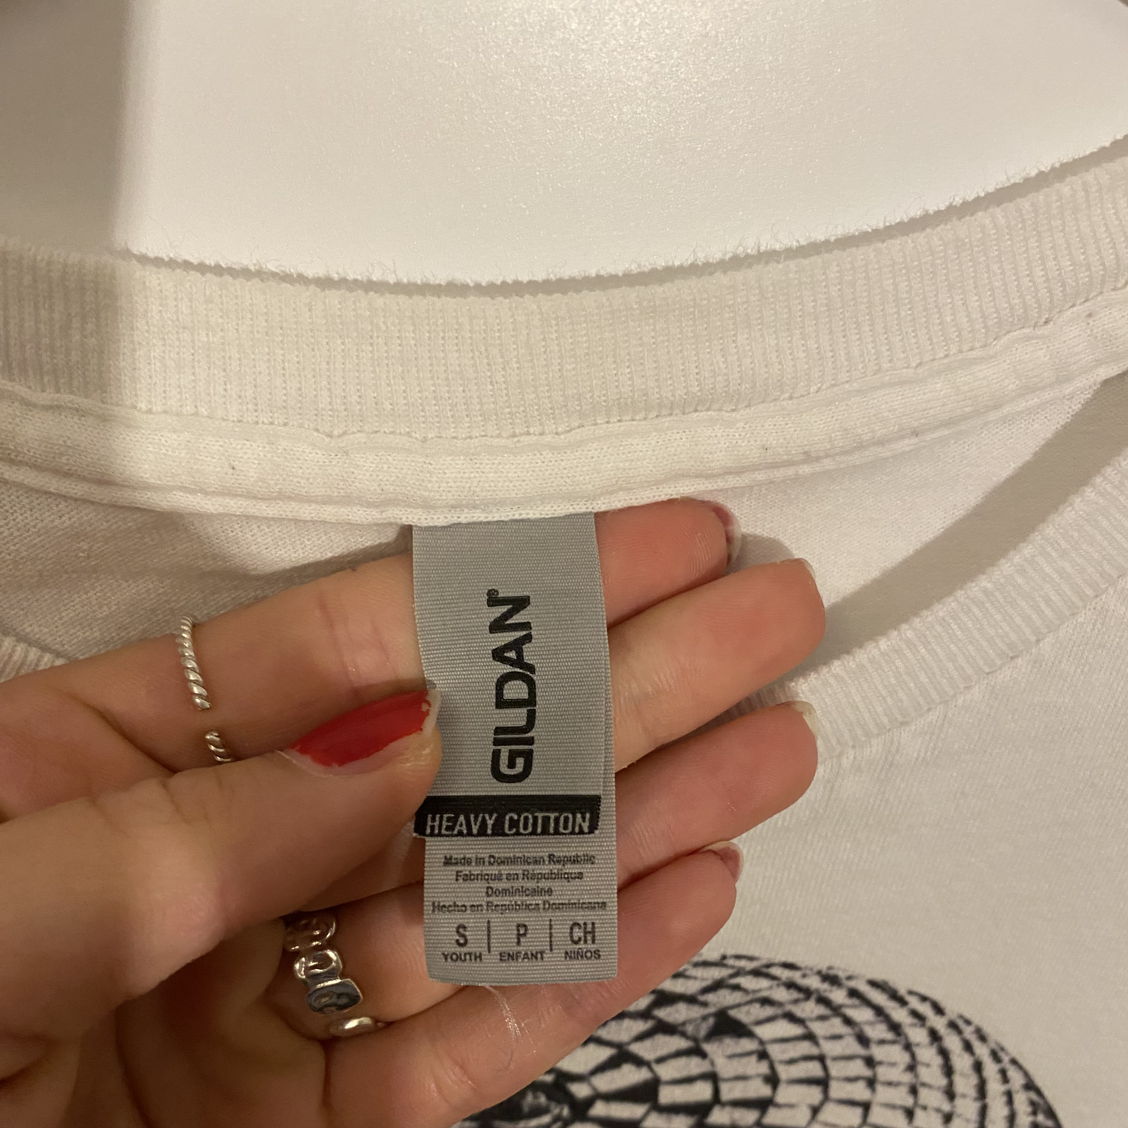 GILDAN®
HEAVY COTTON
Made in Dominican Republic
Fabriqué en République
Dominicaine
Hecho en República Dominicana
S | P | CH
YOUTH ENFANT NIÑOS